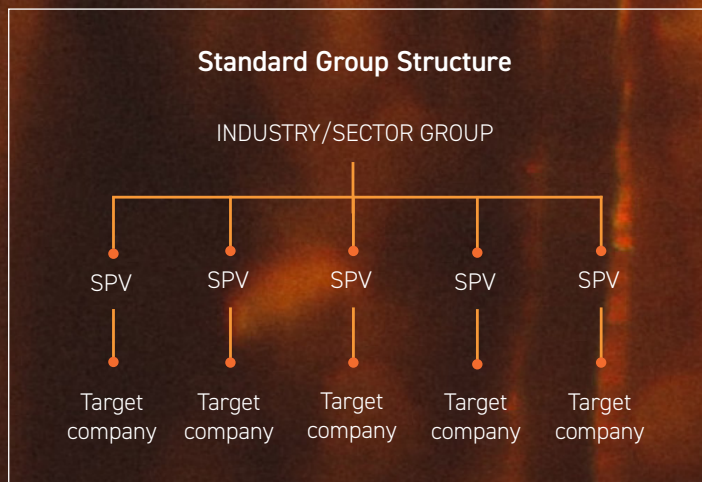 Standard Group Structure
INDUSTRY/SECTOR GROUP
SPV SPV SPV SPV SPV
Target Target Target Target Target
company company company company company